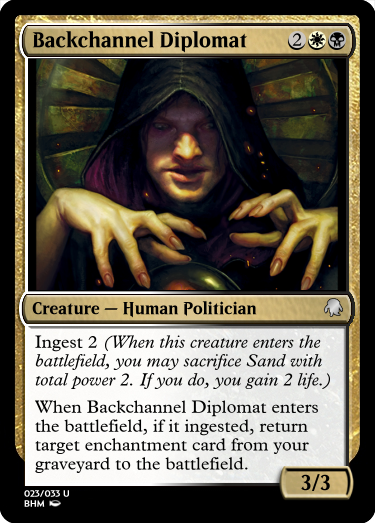 Backchannel Diplomat 2
Creature — Human Politician
Ingest 2 (When this creature enters the
battlefield, you may sacrifice Sand with
total power 2. If you do, you gain 2 life.)
When Backchannel Diplomat enters
the battlefield, if it ingested, return
target enchantment card from your
graveyard to the battlefield.
3/3
023/033 U
BHM